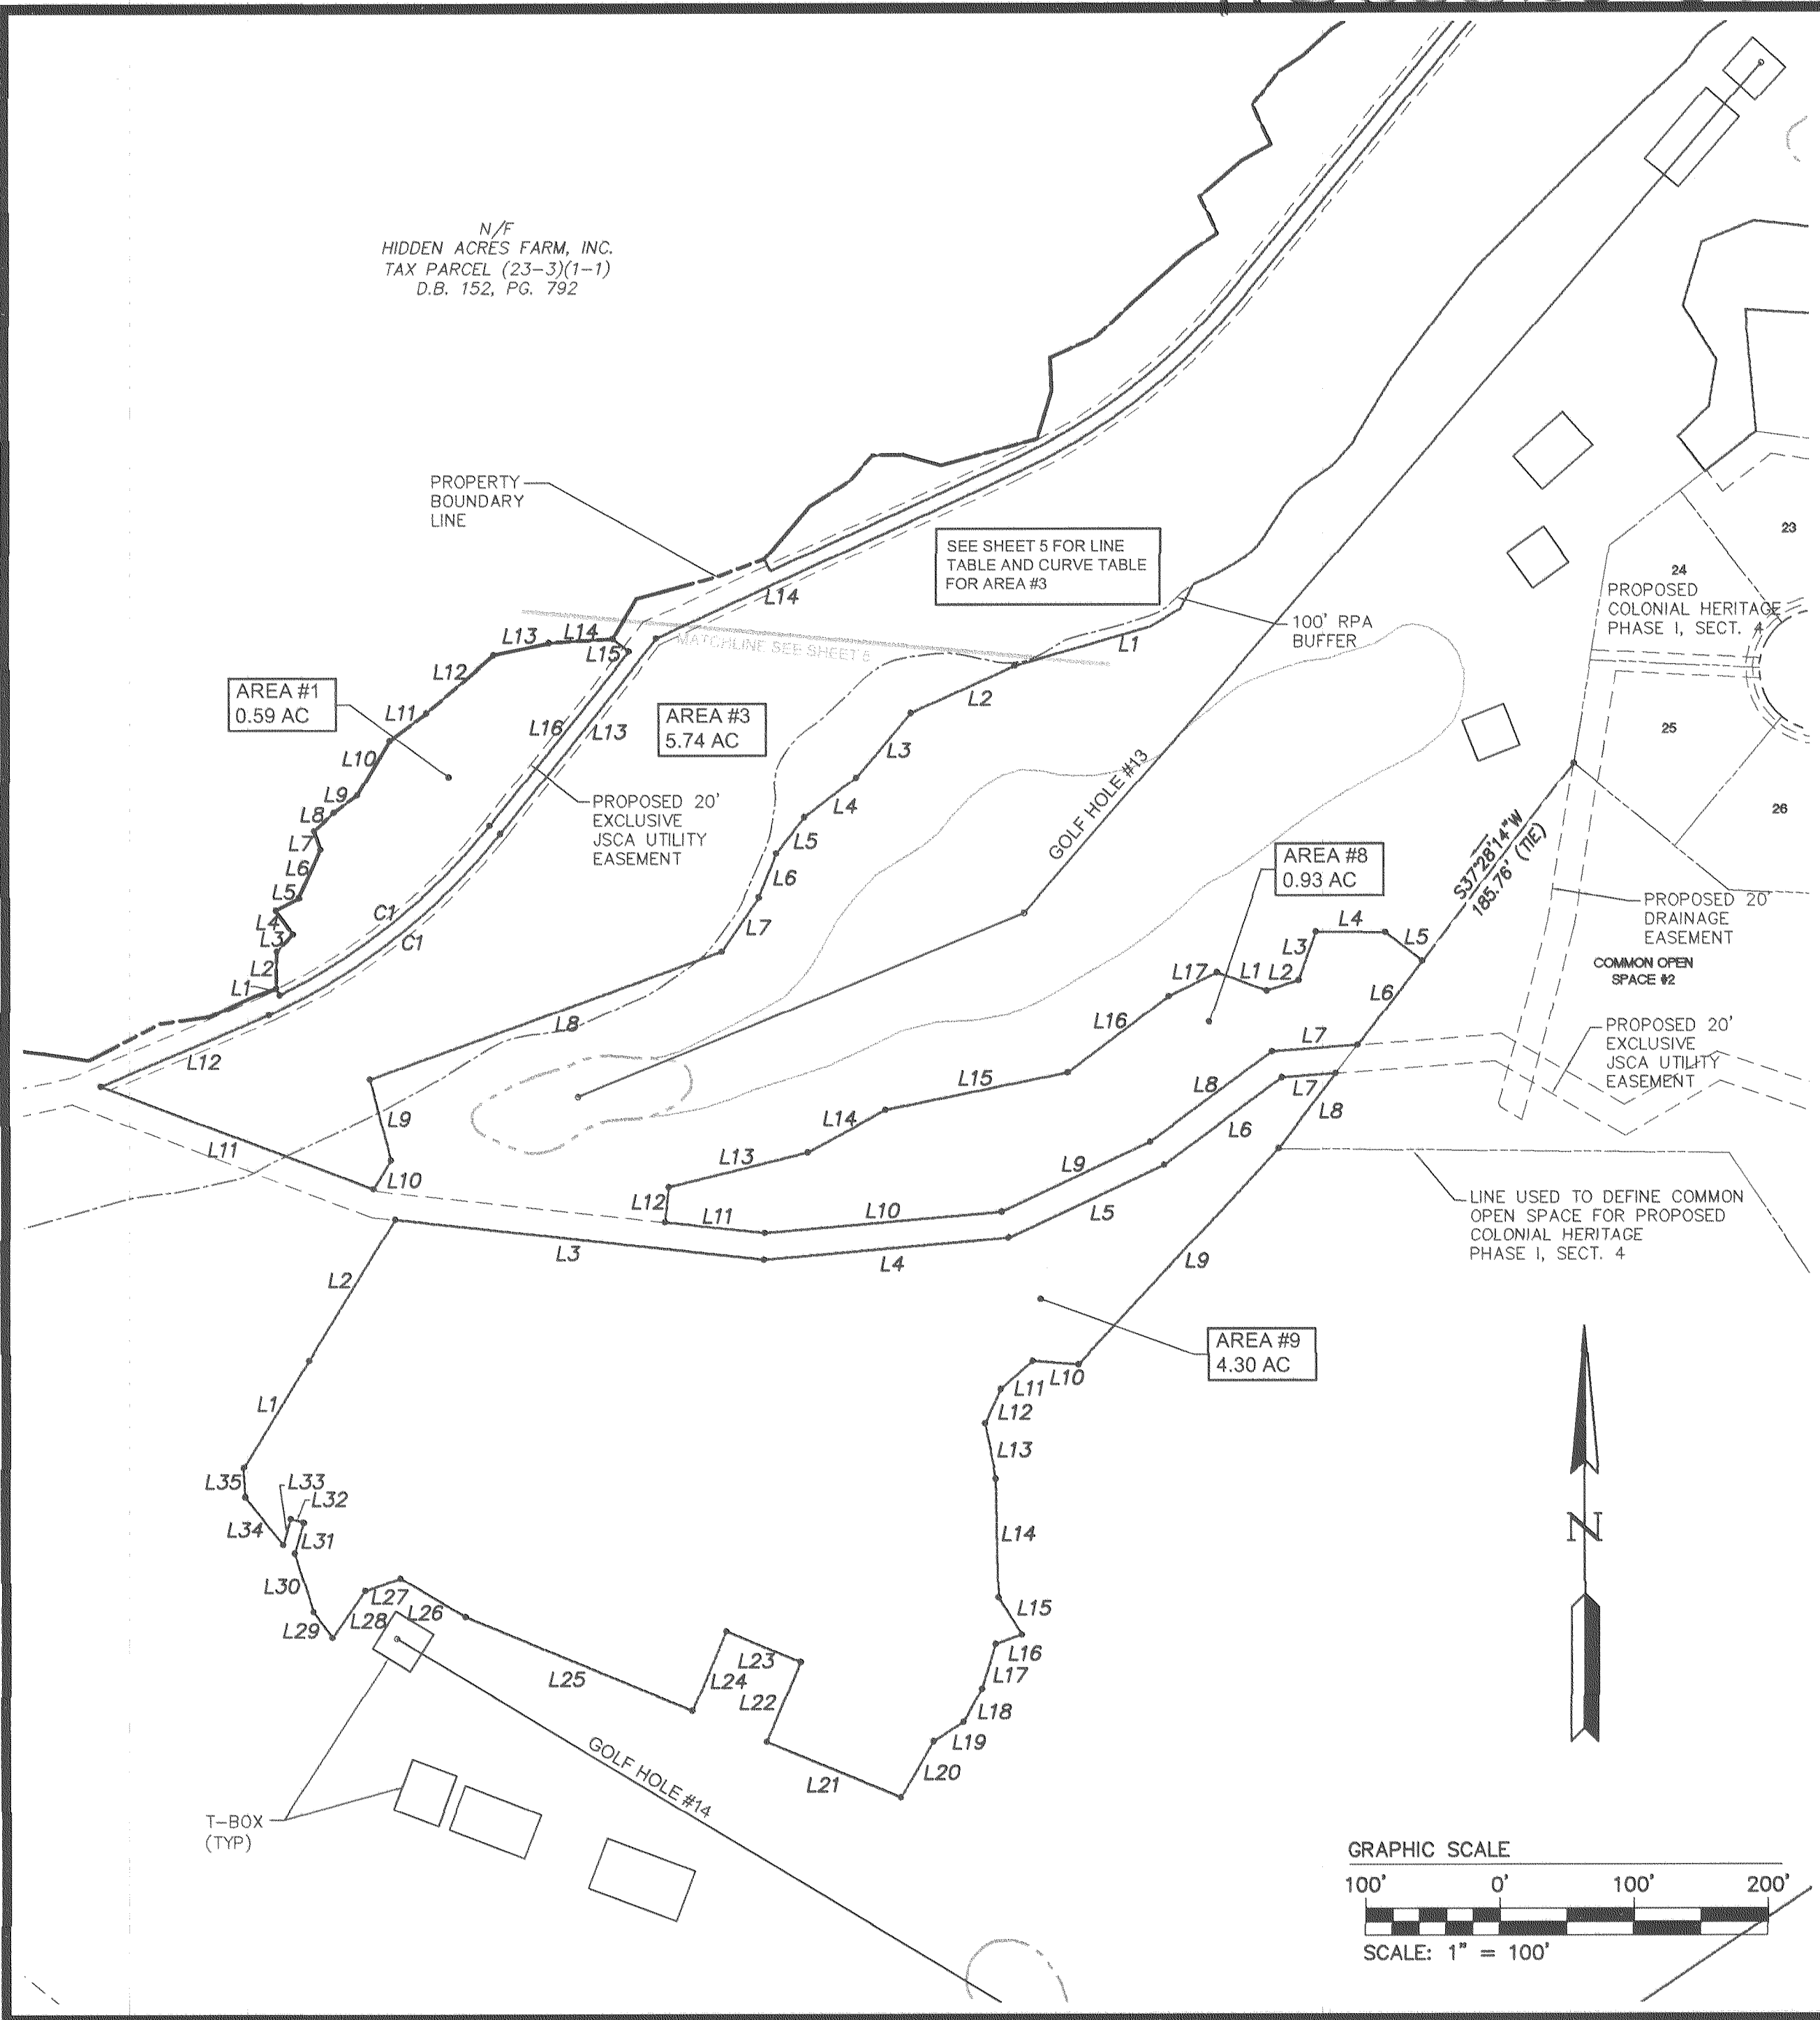 N/F
HIDDEN ACRES FARM, INC.
TAX PARCEL (23-3)(1-1)
D.B. 152, PG. 792
PROPERTY
BOUNDARY
LINE
SEE SHEET 5 FOR LINE
TABLE AND CURVE TABLE
FOR AREA #3
23
24
PROPOSED
COLONIAL HERITAGE
PHASE I, SECT. 4
100' RPA
BUFFER
MATCHLINE SEE SHEET 5
L14
L1
L13
L14
L15
L12
L2
AREA #1
0.59 AC
AREA #3
5.74 AC
L11
L16
L13
L3
25
L10
L9
L8
L7
L6
L5
L4
L3
L2
L1
PROPOSED 20'
EXCLUSIVE
JSCA UTILITY
EASEMENT
GOLF HOLE #13
L4
L5
L6
L7
26
AREA #8
0.93 AC
S37°28'14"W
185.76' (TIE)
PROPOSED 20'
DRAINAGE
EASEMENT
C1
C1
L4
L5
L3
L17
L1
L2
L6
COMMON OPEN
SPACE #2
L16
L8
L12
L7
PROPOSED 20'
EXCLUSIVE
JSCA UTILITY
EASEMENT
L15
L8
L7
L8
L9
L14
L6
L11
L10
L13
L9
L12
L11
L10
L5
LINE USED TO DEFINE COMMON
OPEN SPACE FOR PROPOSED
COLONIAL HERITAGE
PHASE I, SECT. 4
L3
L4
L2
L9
AREA #9
4.30 AC
L10
L11
L1
L12
L13
L35
L33
L32
L34
L31
L14
N
L30
L27
L26
L28
L29
L15
L16
L23
L17
L25
L24
L22
L18
L19
L20
L21
GOLF HOLE #14
T-BOX
(TYP)
GRAPHIC SCALE
100' 0' 100' 200'
SCALE: 1" = 100'